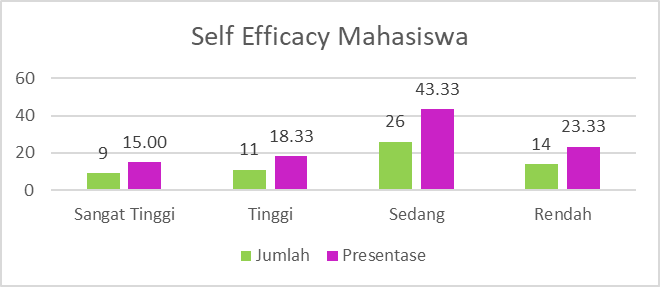 Self Efficacy Mahasiswa
60
40
20
0
9 15.00
11 18.33
26 43.33
14 23.33
Sangat Tinggi Tinggi Sedang Rendah
Jumlah Presentase